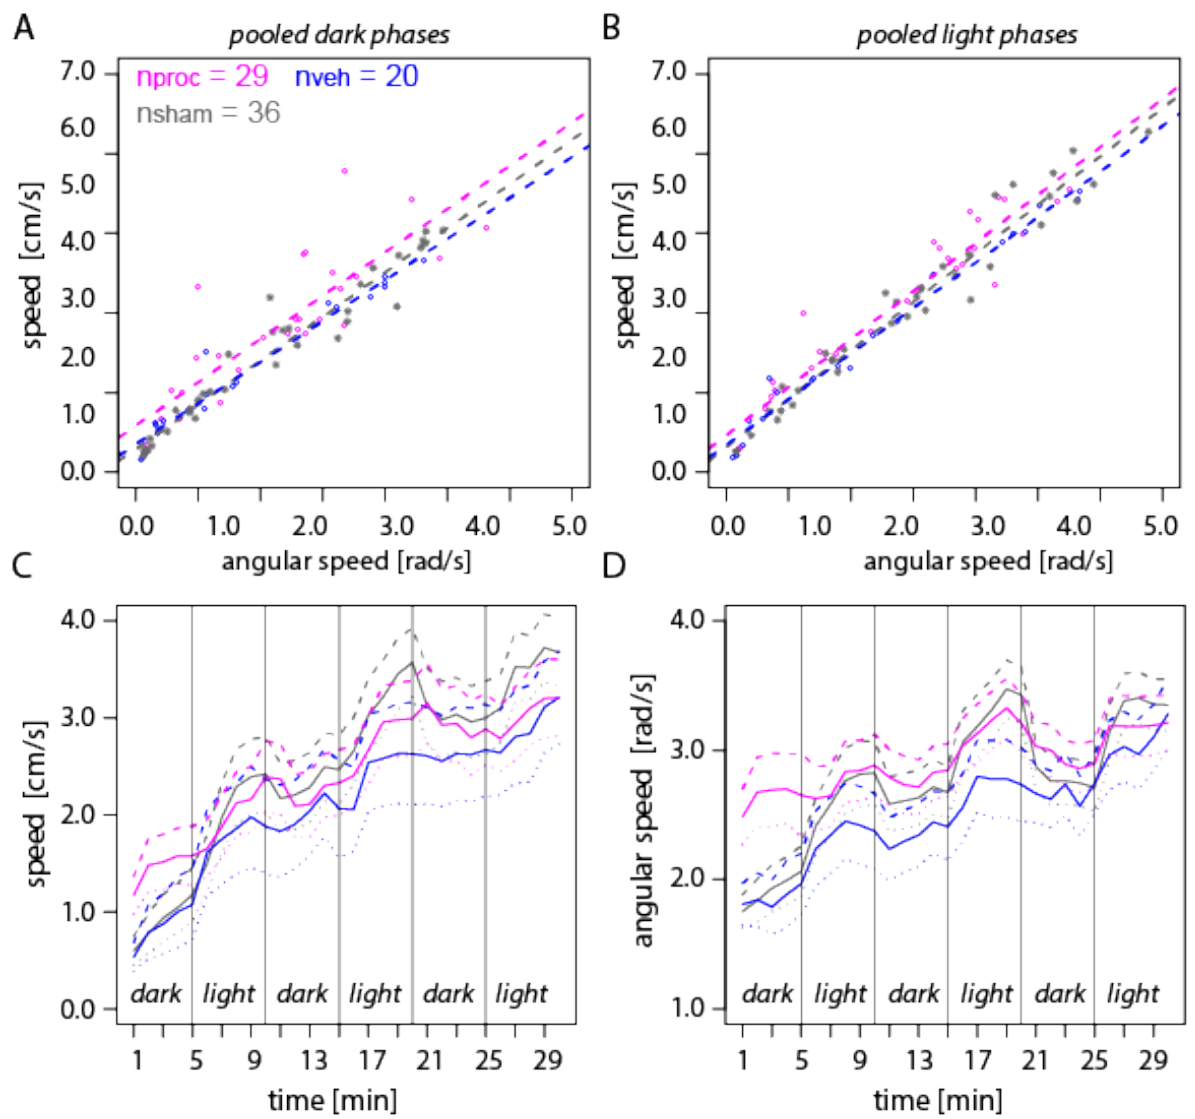 A
pooled dark phases
nproc = 29 nveh = 20
nsham = 36
7.0
6.0
5.0
4.0
3.0
2.0
1.0
0.0
speed [cm/s]
0.0 1.0 2.0 3.0 4.0 5.0
angular speed [rad/s]
B
pooled light phases
7.0
6.0
5.0
4.0
3.0
2.0
1.0
0.0
speed [cm/s]
0.0 1.0 2.0 3.0 4.0 5.0
angular speed [rad/s]
C
4.0
3.0
2.0
1.0
0.0
speed [cm/s]
dark light dark light dark light
1 5 9 13 17 21 25 29
time [min]
D
4.0
3.0
2.0
1.0
angular speed [rad/s]
dark light dark light dark light
1 5 9 13 17 21 25 29
time [min]